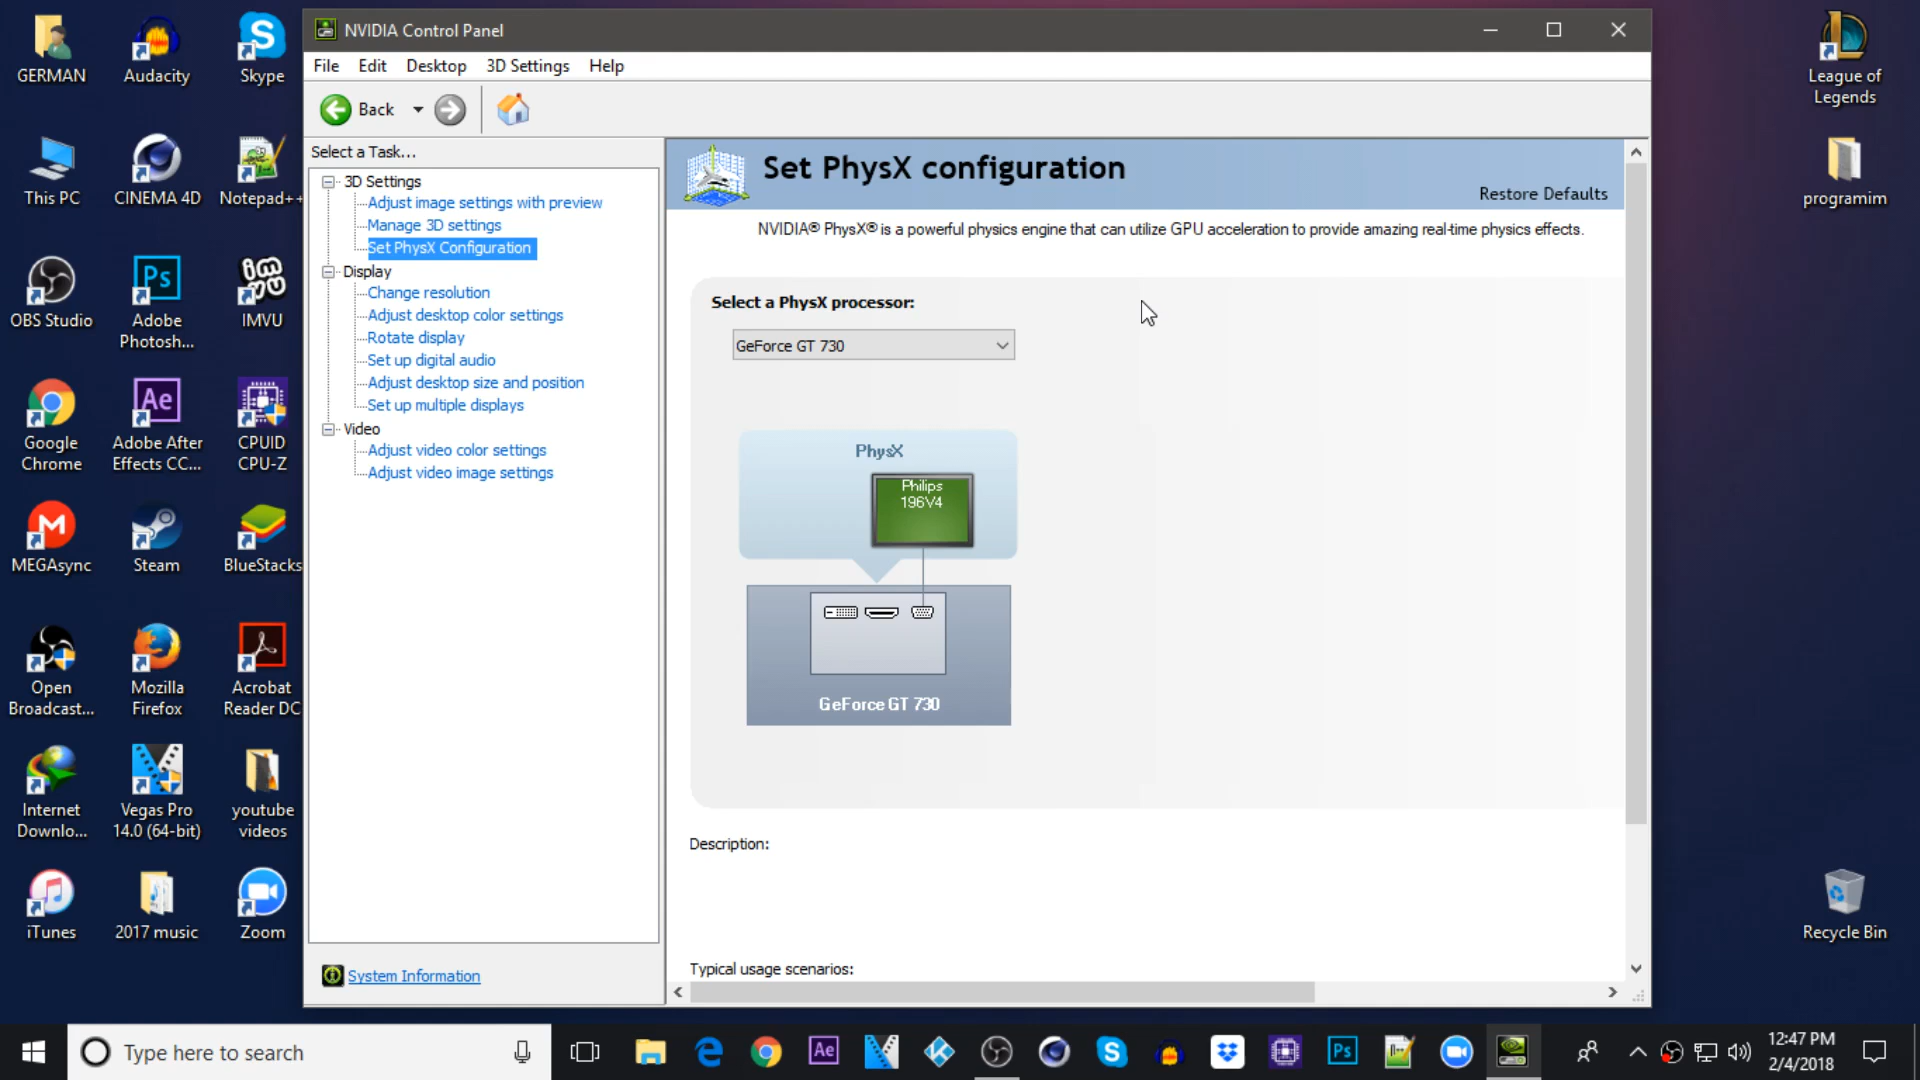 GERMAN
Audacity
Skype
This PC
CINEMA 4D
Notepad++
OBS Studio
Adobe
Photosh...
IMVU
Google
Chrome
Adobe After
Effects CC...
CPUID
CPU-Z
MEGAsync
Steam
BlueStacks
Open
Broadcast...
Mozilla
Firefox
Acrobat
Reader DC
Internet
Downlo...
Vegas Pro
14.0 (64-bit)
youtube
videos
iTunes
2017 music
Zoom
NVIDIA Control Panel
File Edit Desktop 3D Settings Help
Back
Select a Task...
3D Settings
Adjust image settings with preview
Manage 3D settings
Set PhysX Configuration
Display
Change resolution
Adjust desktop color settings
Rotate display
Set up digital audio
Adjust desktop size and position
Set up multiple displays
Video
Adjust video color settings
Adjust video image settings
System Information
Set PhysX configuration
Restore Defaults
NVIDIA® PhysX® is a powerful physics engine that can utilize GPU acceleration to provide amazing real-time physics effects.
Select a PhysX processor:
GeForce GT 730
PhysX
Philips
196V4
GeForce GT 730
Description:
Typical usage scenarios:
League of
Legends
programim
Recycle Bin
Type here to search
12:47 PM
2/4/2018